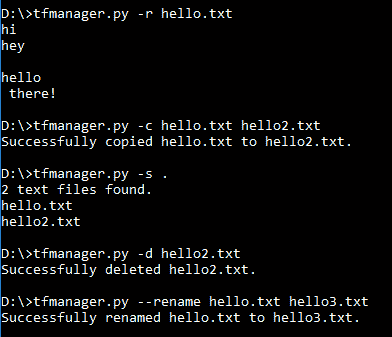 D:\>tfmanager.py -r hello.txt
hi
hey

hello
 there!

D:\>tfmanager.py -c hello.txt hello2.txt
Successfully copied hello.txt to hello2.txt.

D:\>tfmanager.py -s .
2 text files found.
hello.txt
hello2.txt

D:\>tfmanager.py -d hello2.txt
Successfully deleted hello2.txt.

D:\>tfmanager.py --rename hello.txt hello3.txt
Successfully renamed hello.txt to hello3.txt.